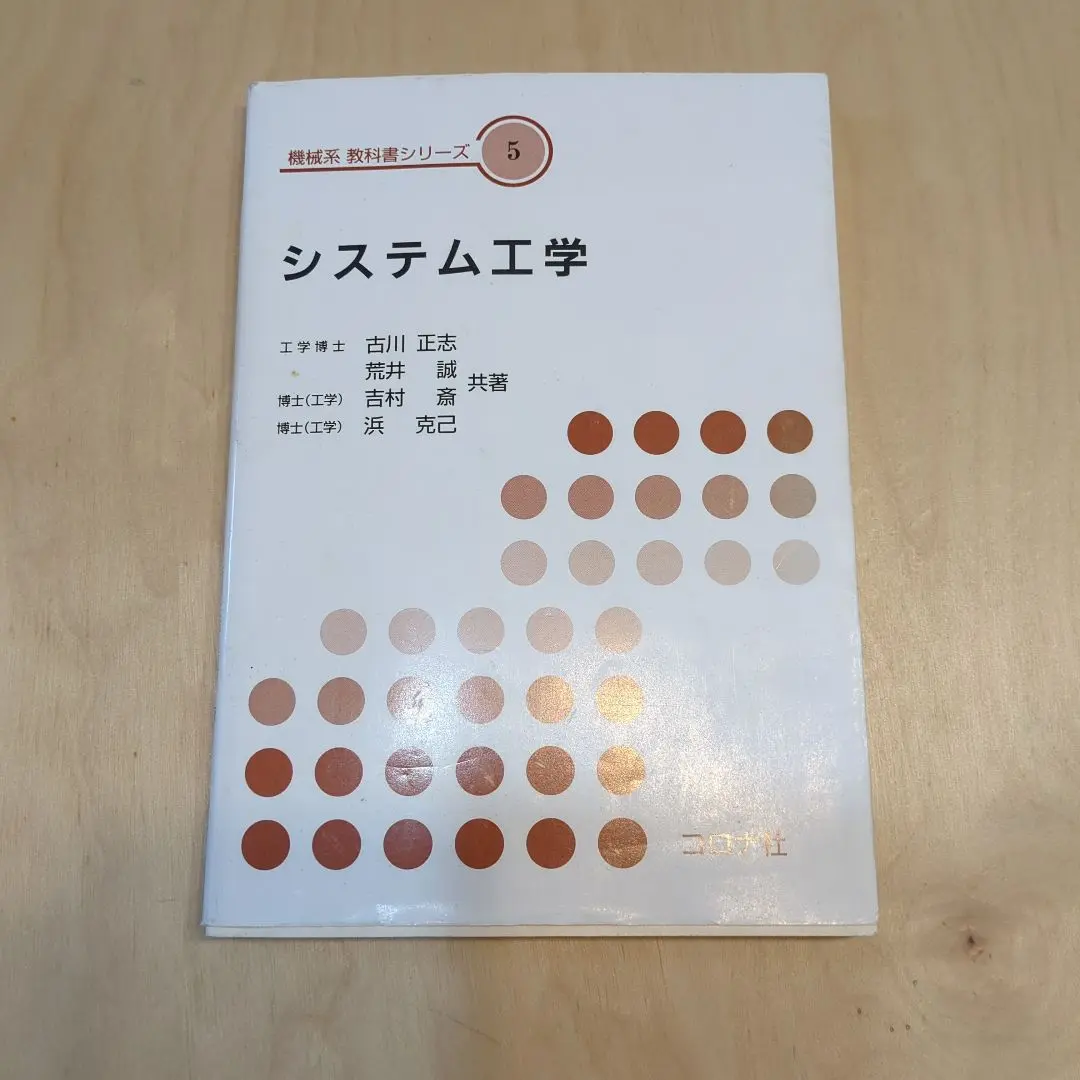 機械系 教科書シリーズ 5
システム工学
工学博士 古川 正志
荒井 誠
博士(工学) 吉村 斎 共著
博士(工学) 浜 克己
コロナ社